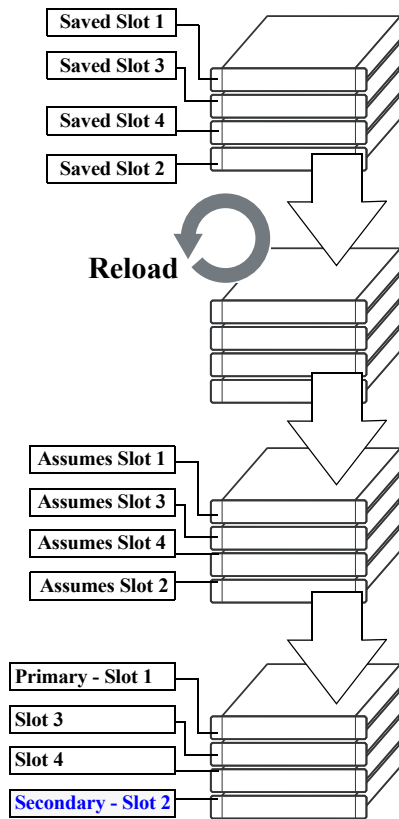 Saved Slot 1
Saved Slot 3
Saved Slot 4
Saved Slot 2
Reload
Assumes Slot 1
Assumes Slot 3
Assumes Slot 4
Assumes Slot 2
Primary - Slot 1
Slot 3
Slot 4
Secondary - Slot 2